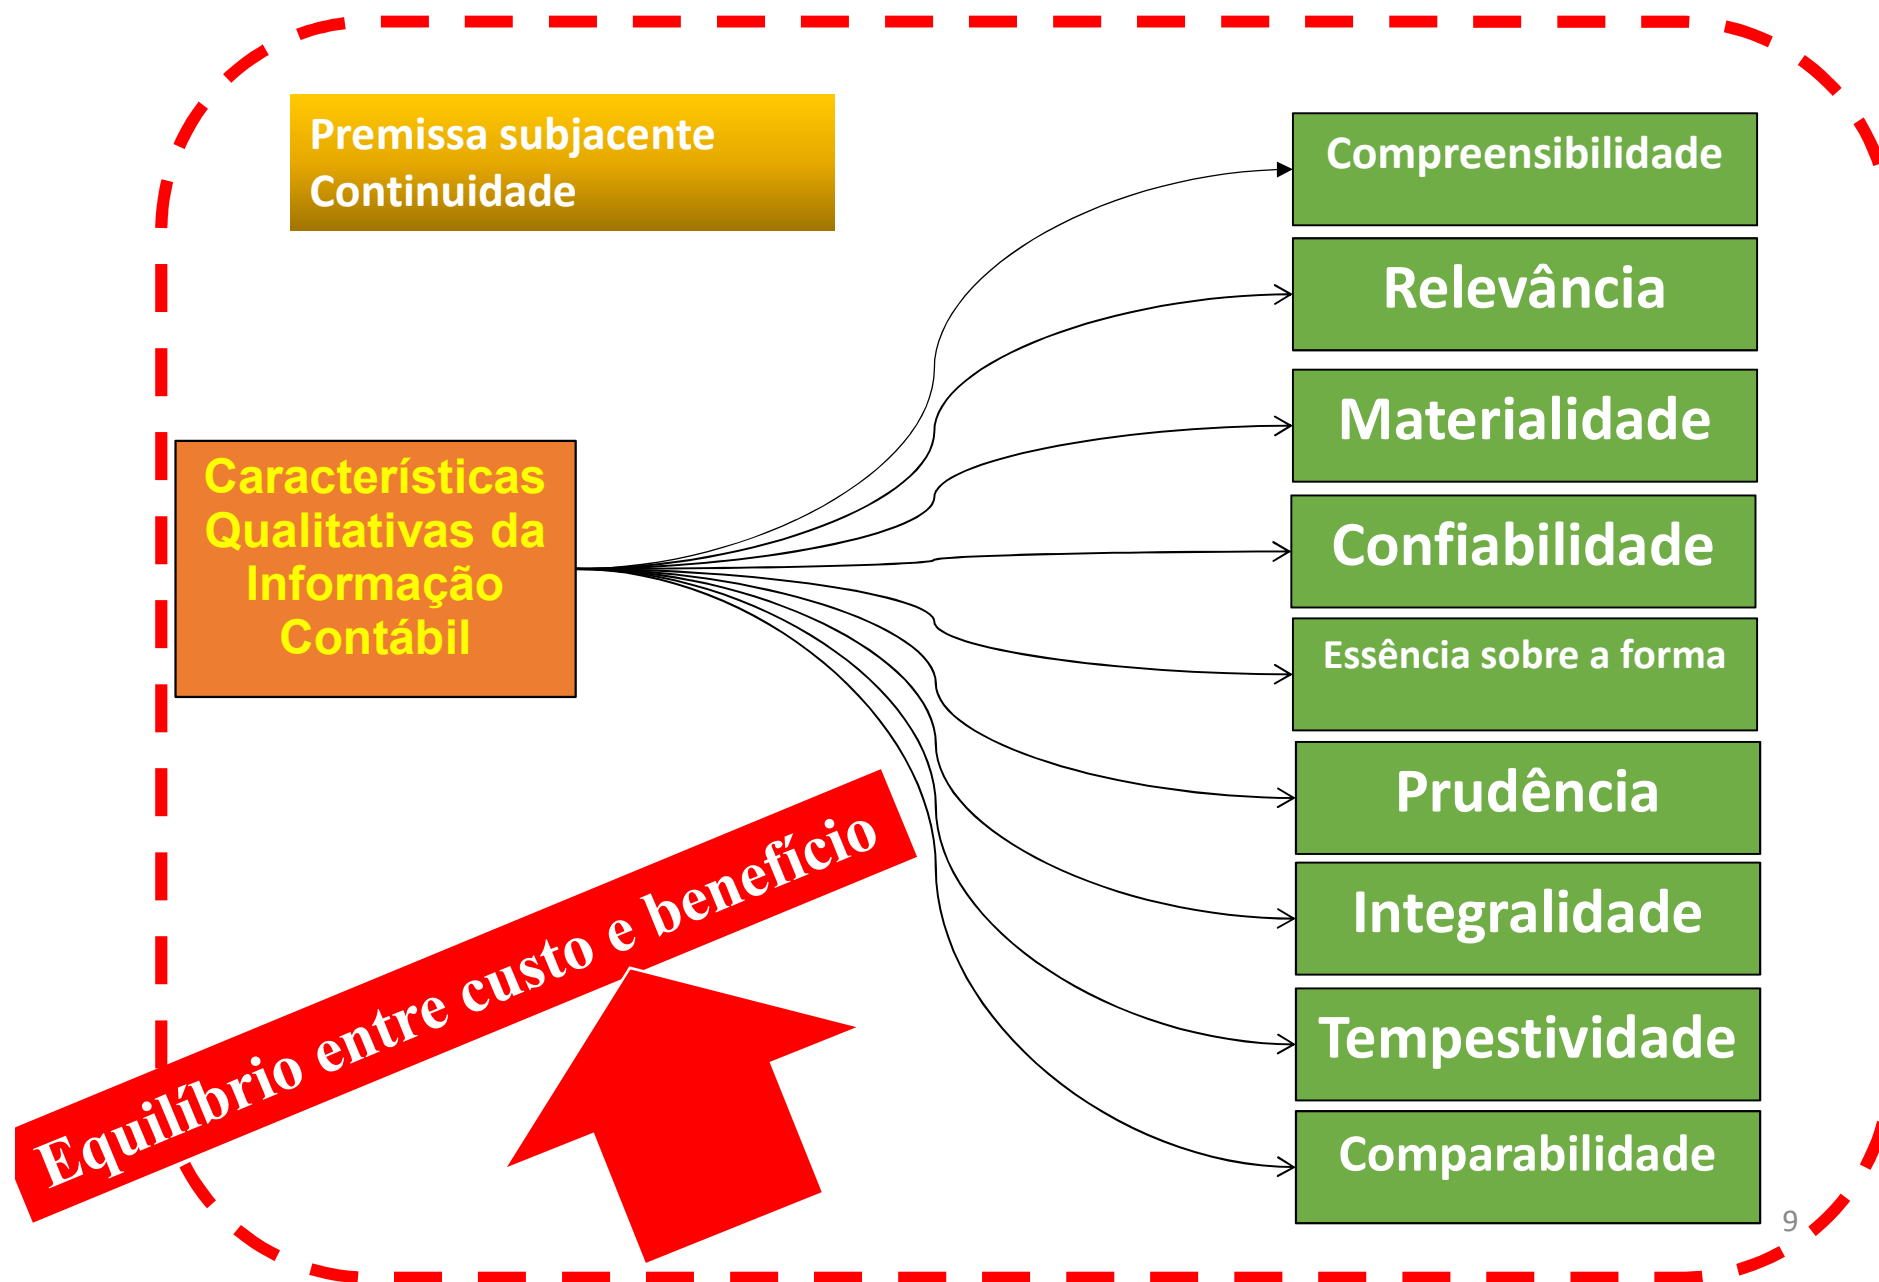 Premissa subjacente
Continuidade
Características
Qualitativas da
Informação
Contábil
Equilíbrio entre custo e benefício
Compreensibilidade
Relevância
Materialidade
Confiabilidade
Essência sobre a forma
Prudência
Integralidade
Tempestividade
Comparabilidade
9